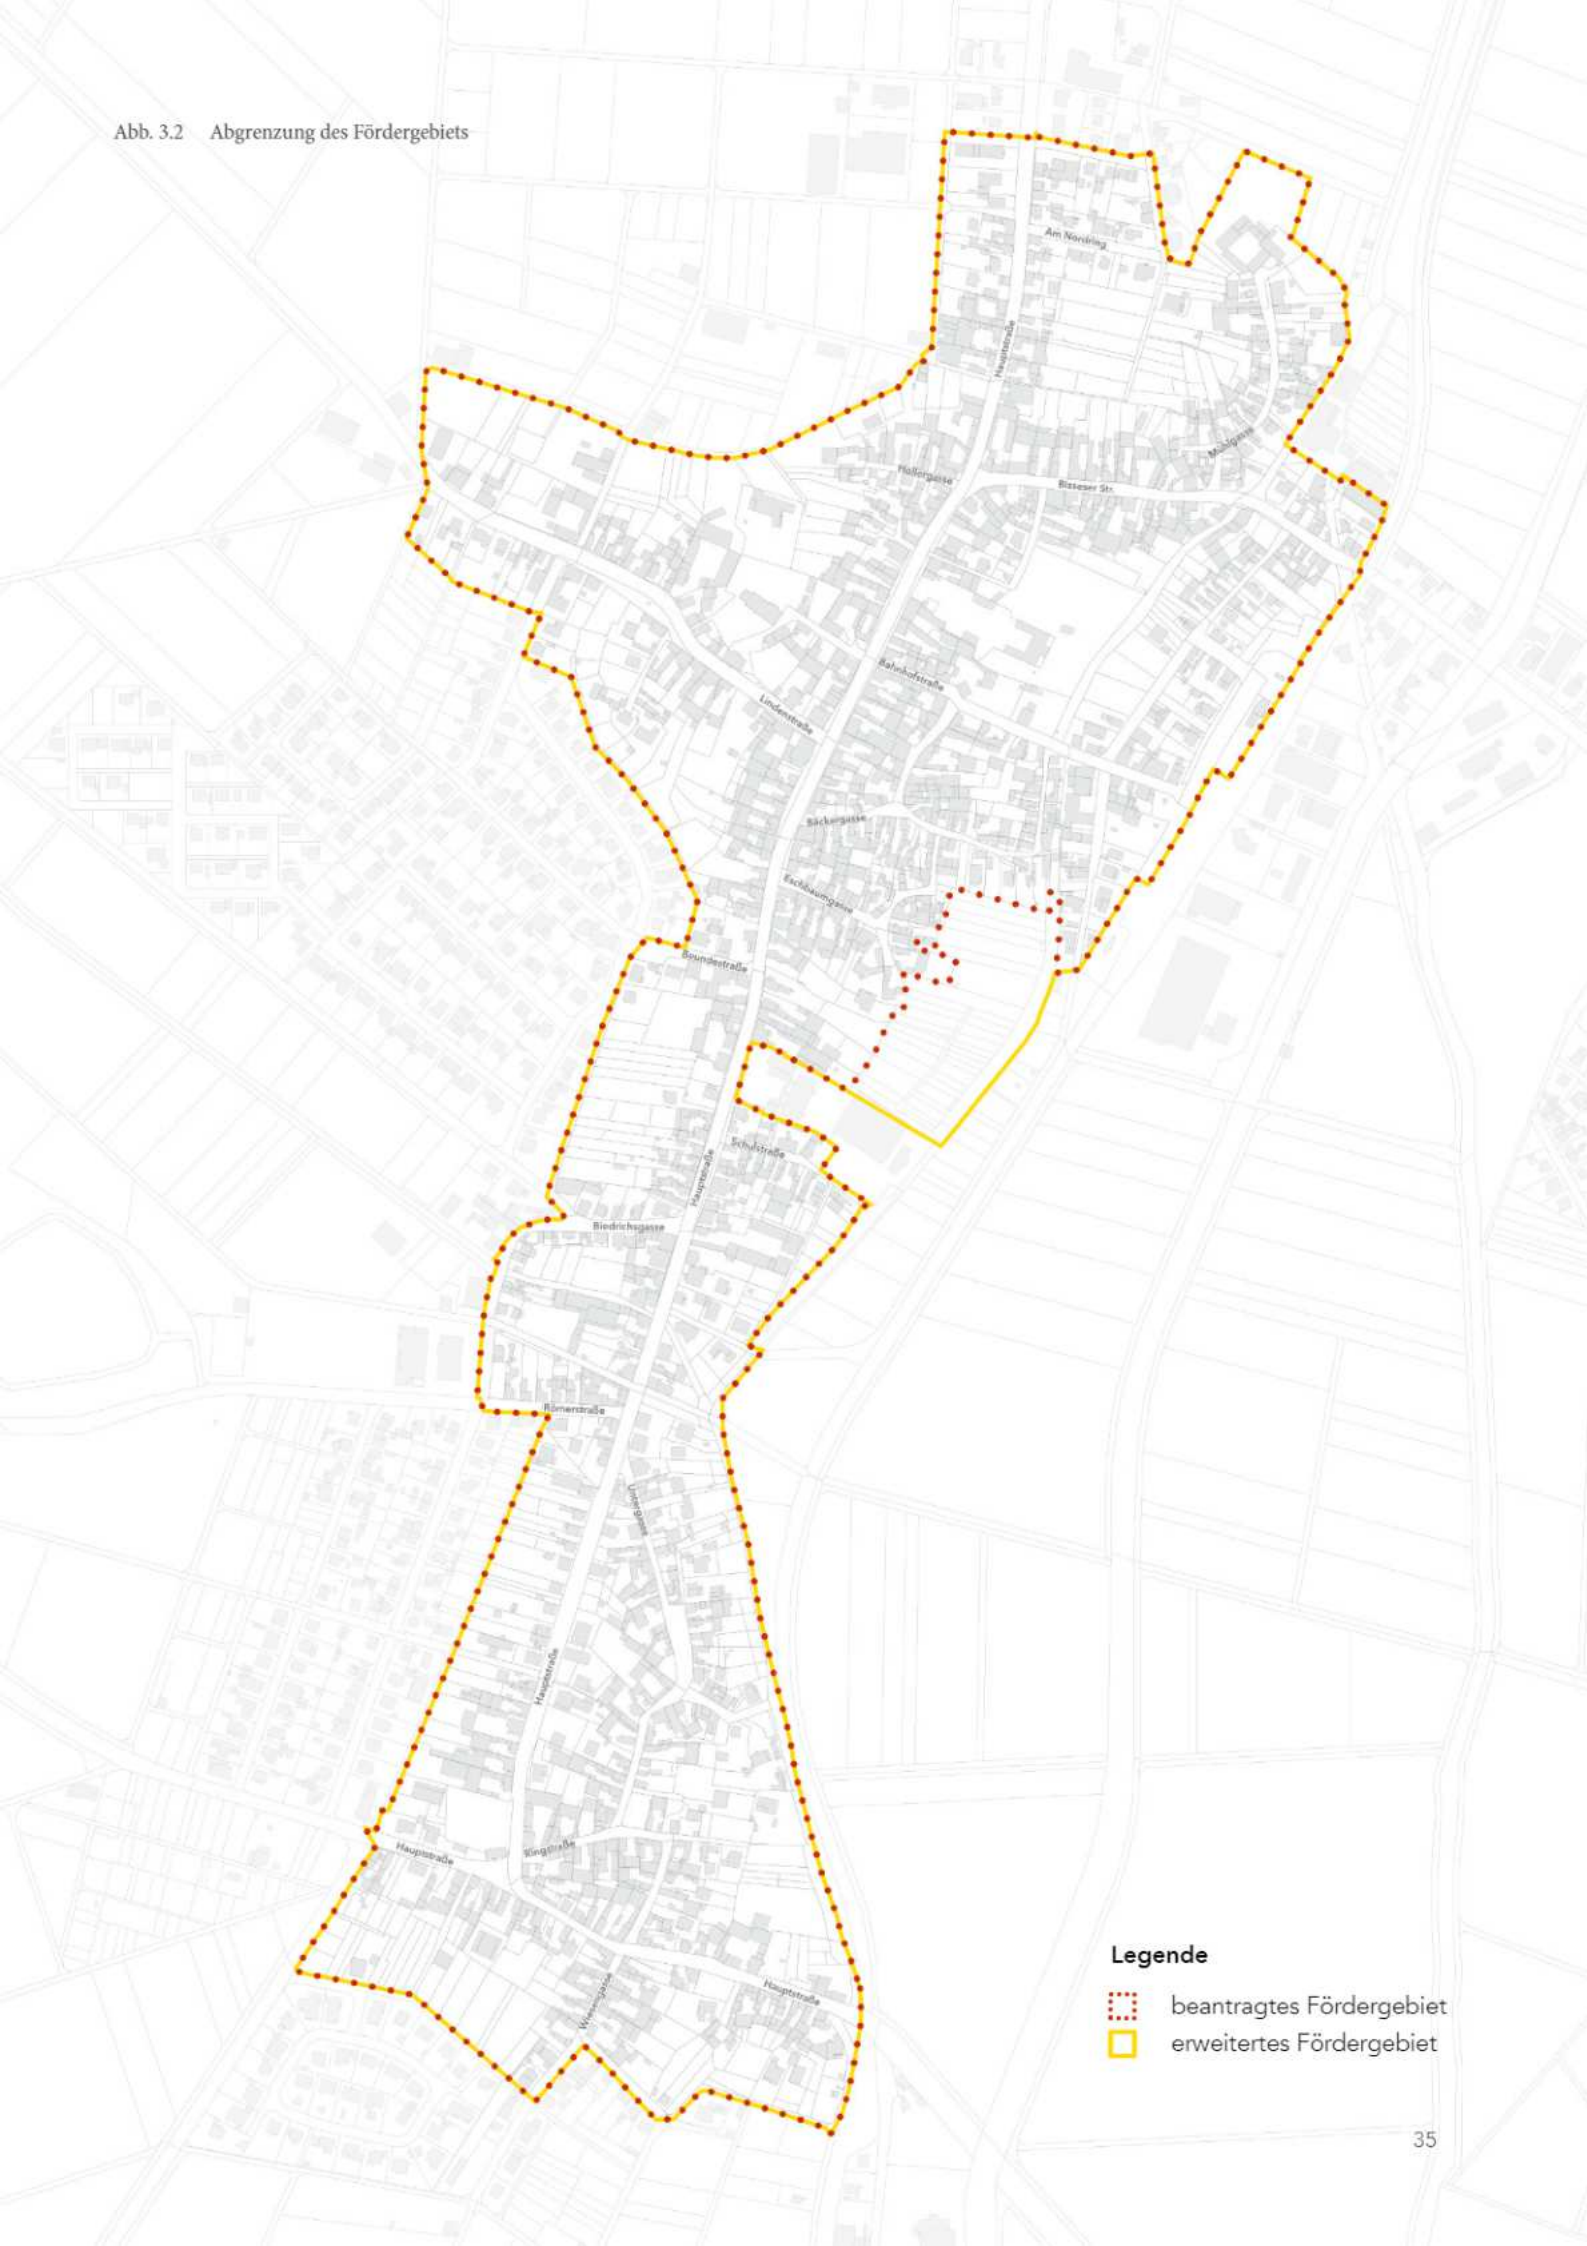 Abb. 3.2 Abgrenzung des Fördergebiets
Am Nordring
Hauptstraße
Mühlgasse
Hollergasse
Bisseser Str.
Bahnhofstraße
Lindenstraße
Bäckergasse
Eschbaumgasse
Beundestraße
Schulstraße
Hauptstraße
Biedrichsgasse
Römerstraße
Untergasse
Hauptstraße
Ringstraße
Hauptstraße
Wiesengasse
Hauptstraße
Legende
beantragtes Fördergebiet
erweitertes Fördergebiet
35